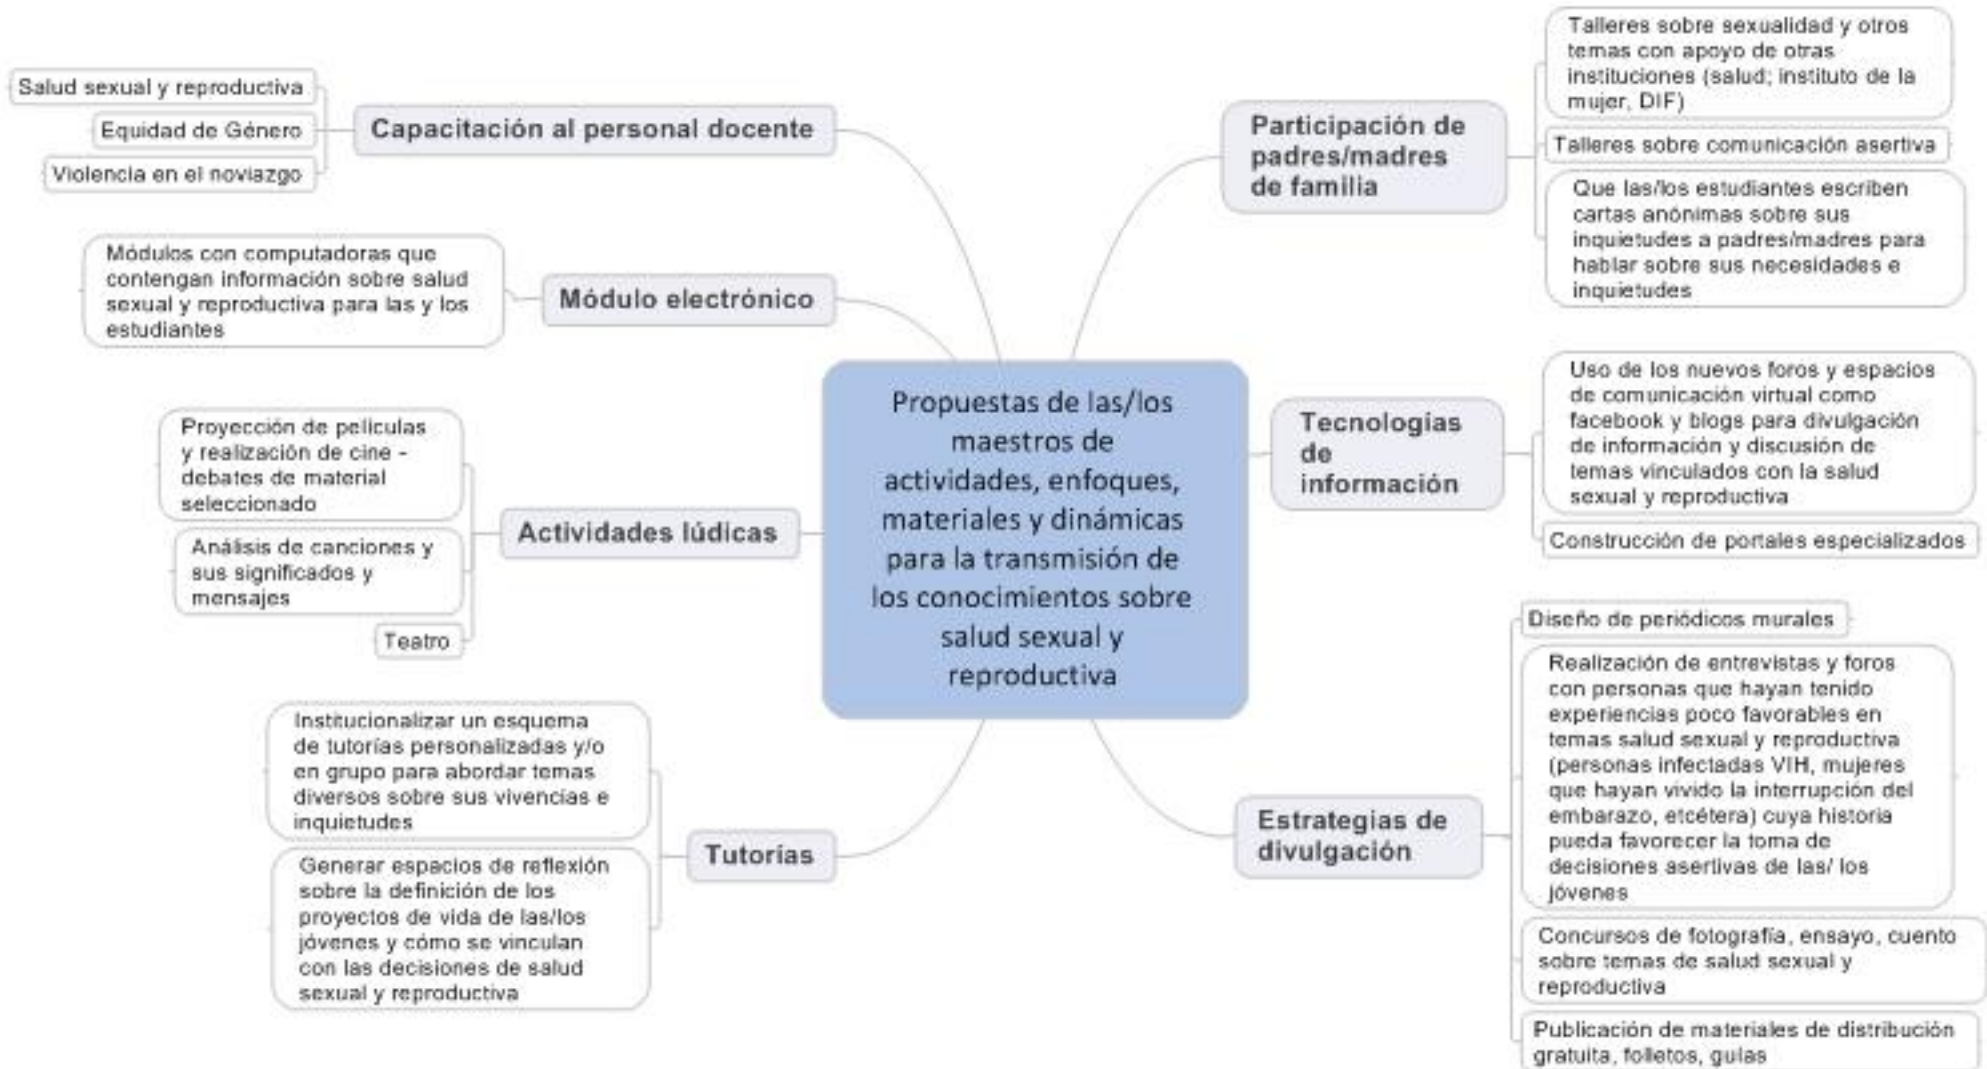 Propuestas de las/los
maestros de
actividades, enfoques,
materiales y dinámicas
para la transmisión de
los conocimientos sobre
salud sexual y
reproductiva
Capacitación al personal docente
Salud sexual y reproductiva
Equidad de Género
Violencia en el noviazgo
Módulo electrónico
Módulos con computadoras que
contengan información sobre salud
sexual y reproductiva para las y los
estudiantes
Actividades lúdicas
Proyección de películas
y realización de cine -
debates de material
seleccionado
Análisis de canciones y
sus significados y
mensajes
Teatro
Tutorías
Institucionalizar un esquema
de tutorías personalizadas y/o
en grupo para abordar temas
diversos sobre sus vivencias e
inquietudes
Generar espacios de reflexión
sobre la definición de los
proyectos de vida de las/los
jóvenes y cómo se vinculan
con las decisiones de salud
sexual y reproductiva
Participación de
padres/madres
de familia
Talleres sobre sexualidad y otros
temas con apoyo de otras
instituciones (salud; instituto de la
mujer, DIF)
Talleres sobre comunicación asertiva
Que las/los estudiantes escriben
cartas anónimas sobre sus
inquietudes a padres/madres para
hablar sobre sus necesidades e
inquietudes
Tecnologías
de
información
Uso de los nuevos foros y espacios
de comunicación virtual como
facebook y blogs para divulgación
de información y discusión de
temas vinculados con la salud
sexual y reproductiva
Construcción de portales especializados
Estrategias de
divulgación
Diseño de periódicos murales
Realización de entrevistas y foros
con personas que hayan tenido
experiencias poco favorables en
temas salud sexual y reproductiva
(personas infectadas VIH, mujeres
que hayan vivido la interrupción del
embarazo, etcétera) cuya historia
pueda favorecer la toma de
decisiones asertivas de las/ los
jóvenes
Concursos de fotografía, ensayo, cuento
sobre temas de salud sexual y
reproductiva
Publicación de materiales de distribución
gratuita, folletos, guías